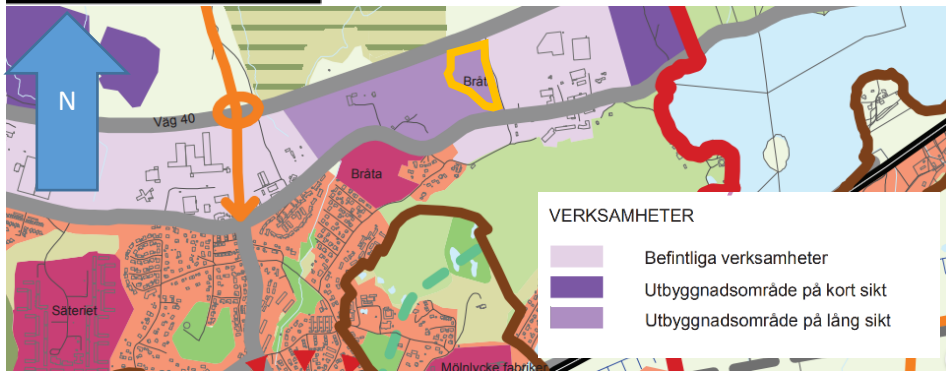 N
Väg 40
Bråt
Bråta
Säteriet
Mölnlycke fabriker
VERKSAMHETER
Befintliga verksamheter
Utbyggnadsområde på kort sikt
Utbyggnadsområde på lång sikt